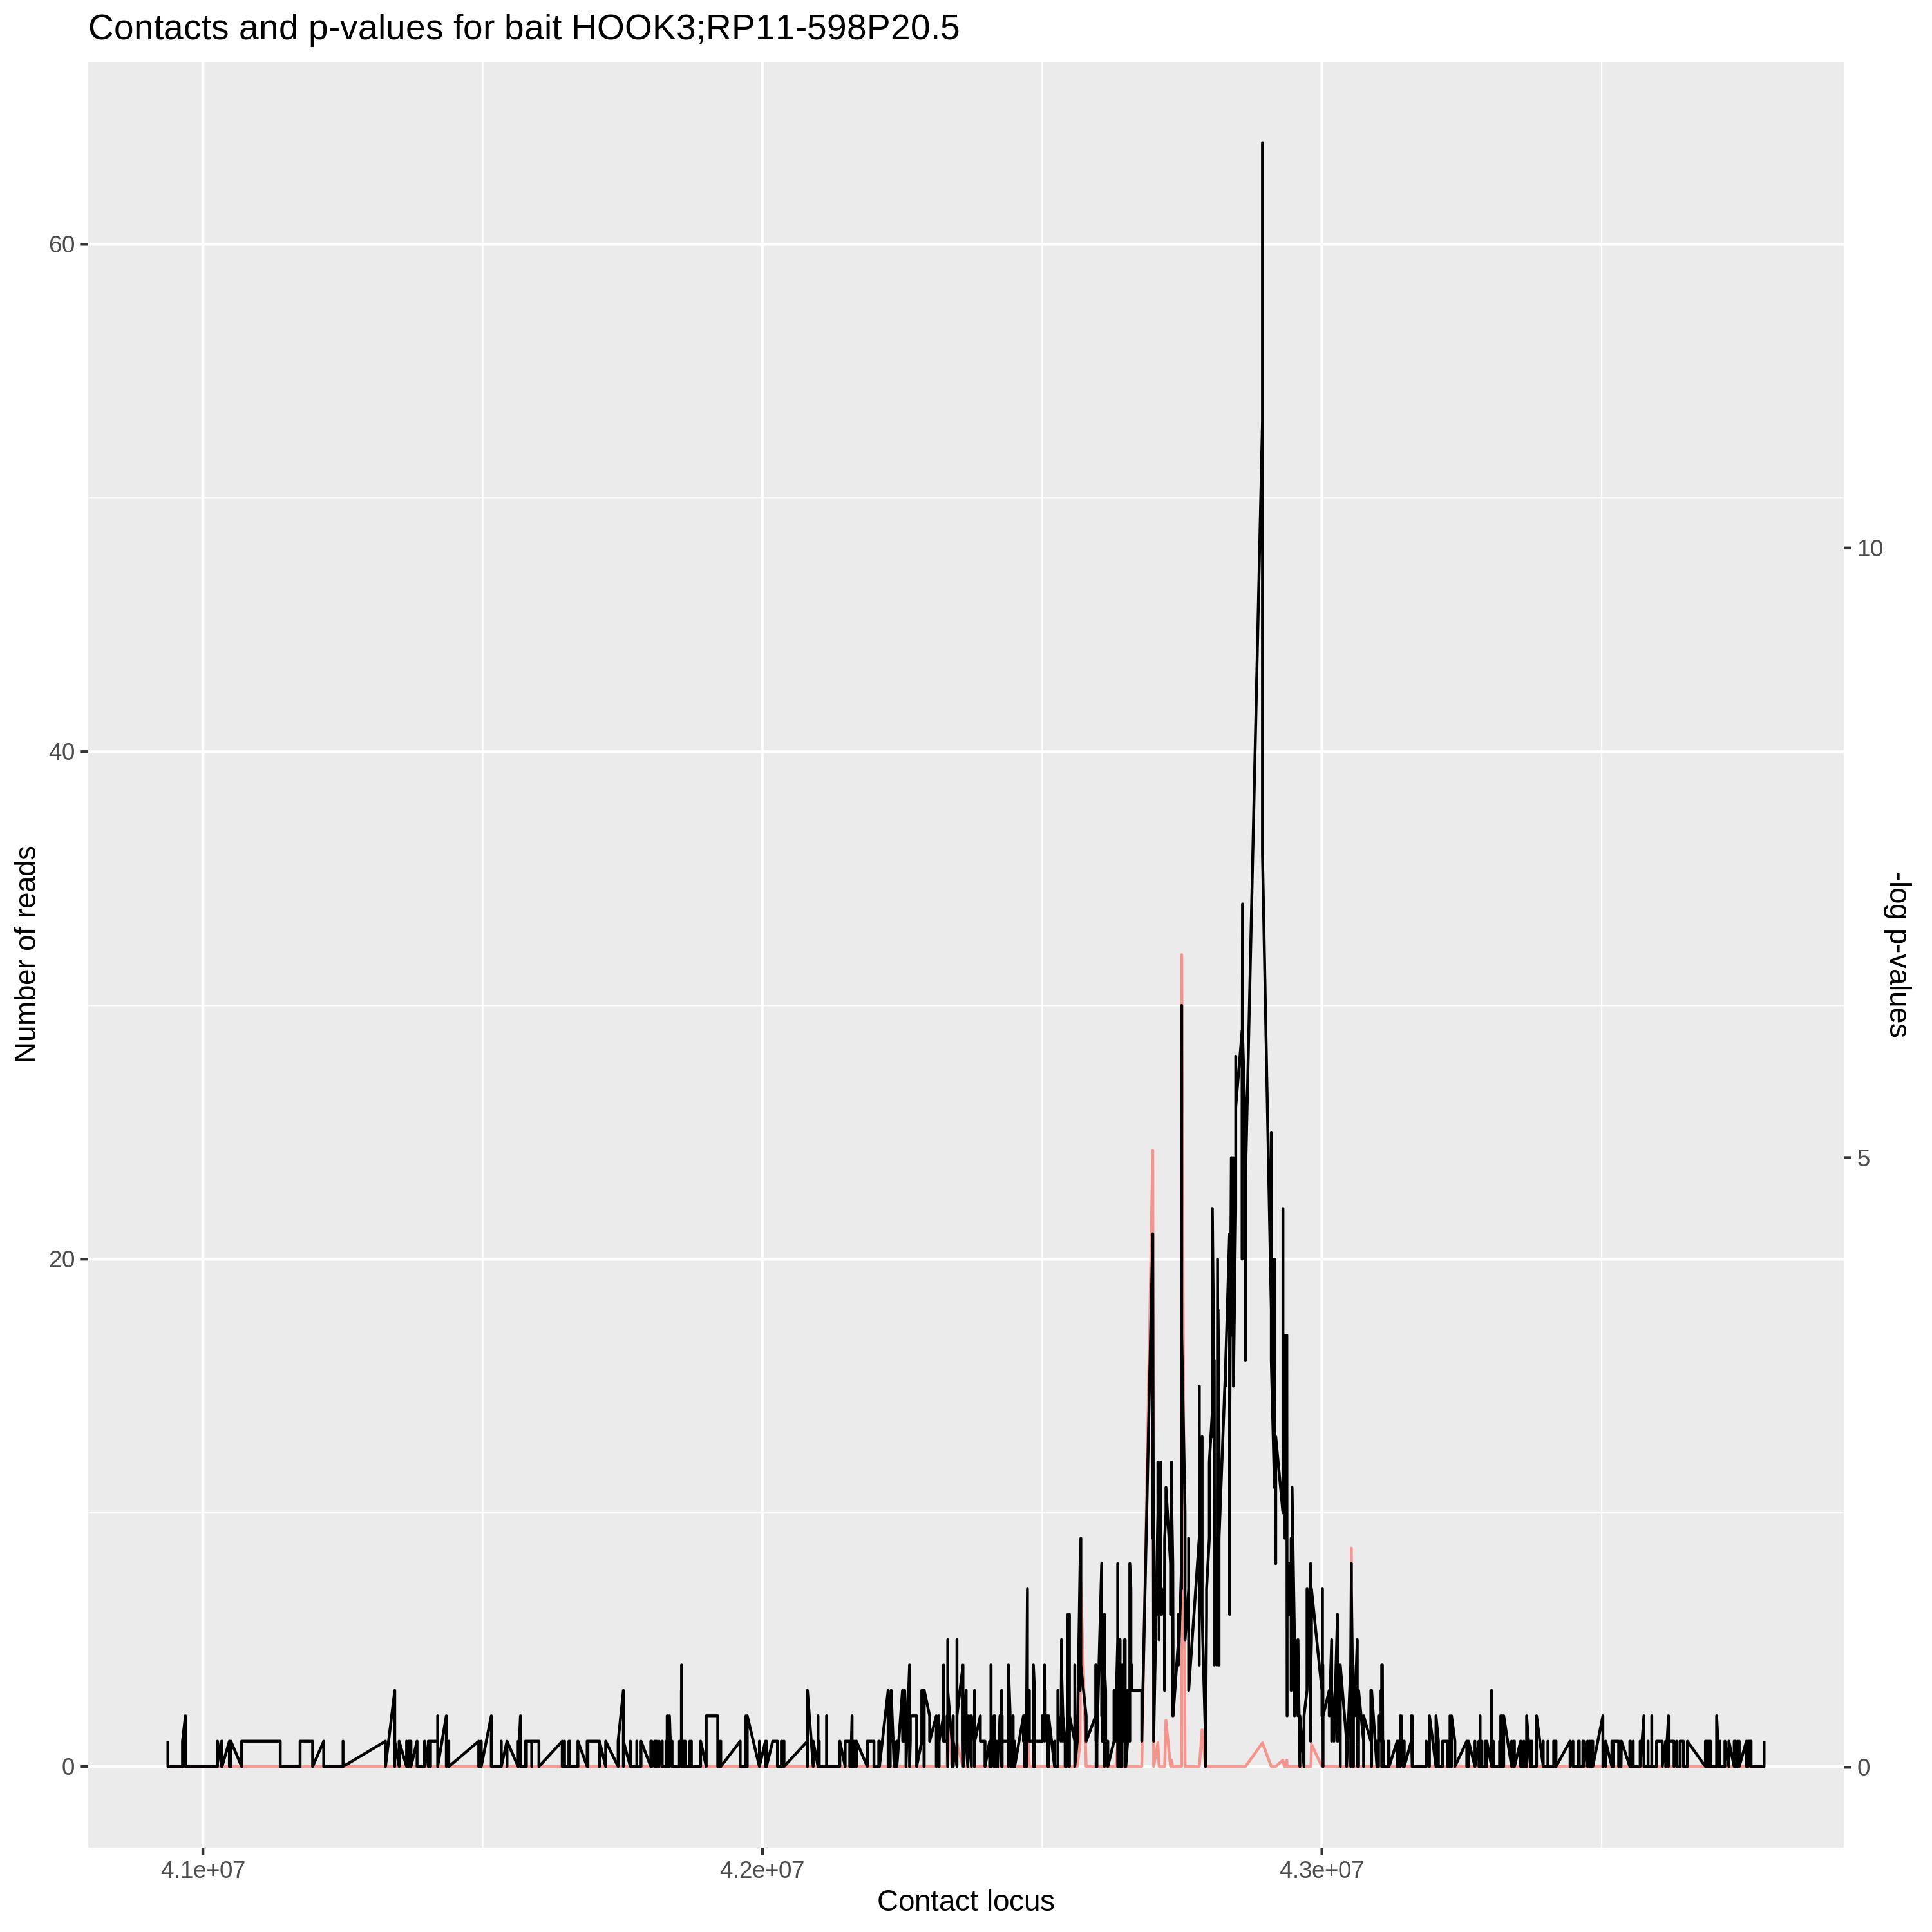 Contacts and p-values for bait HOOK3;RP11-598P20.5
60
40
20
0
Number of reads
10
5
0
-log p-values
4.1e+07
4.2e+07
4.3e+07
Contact locus